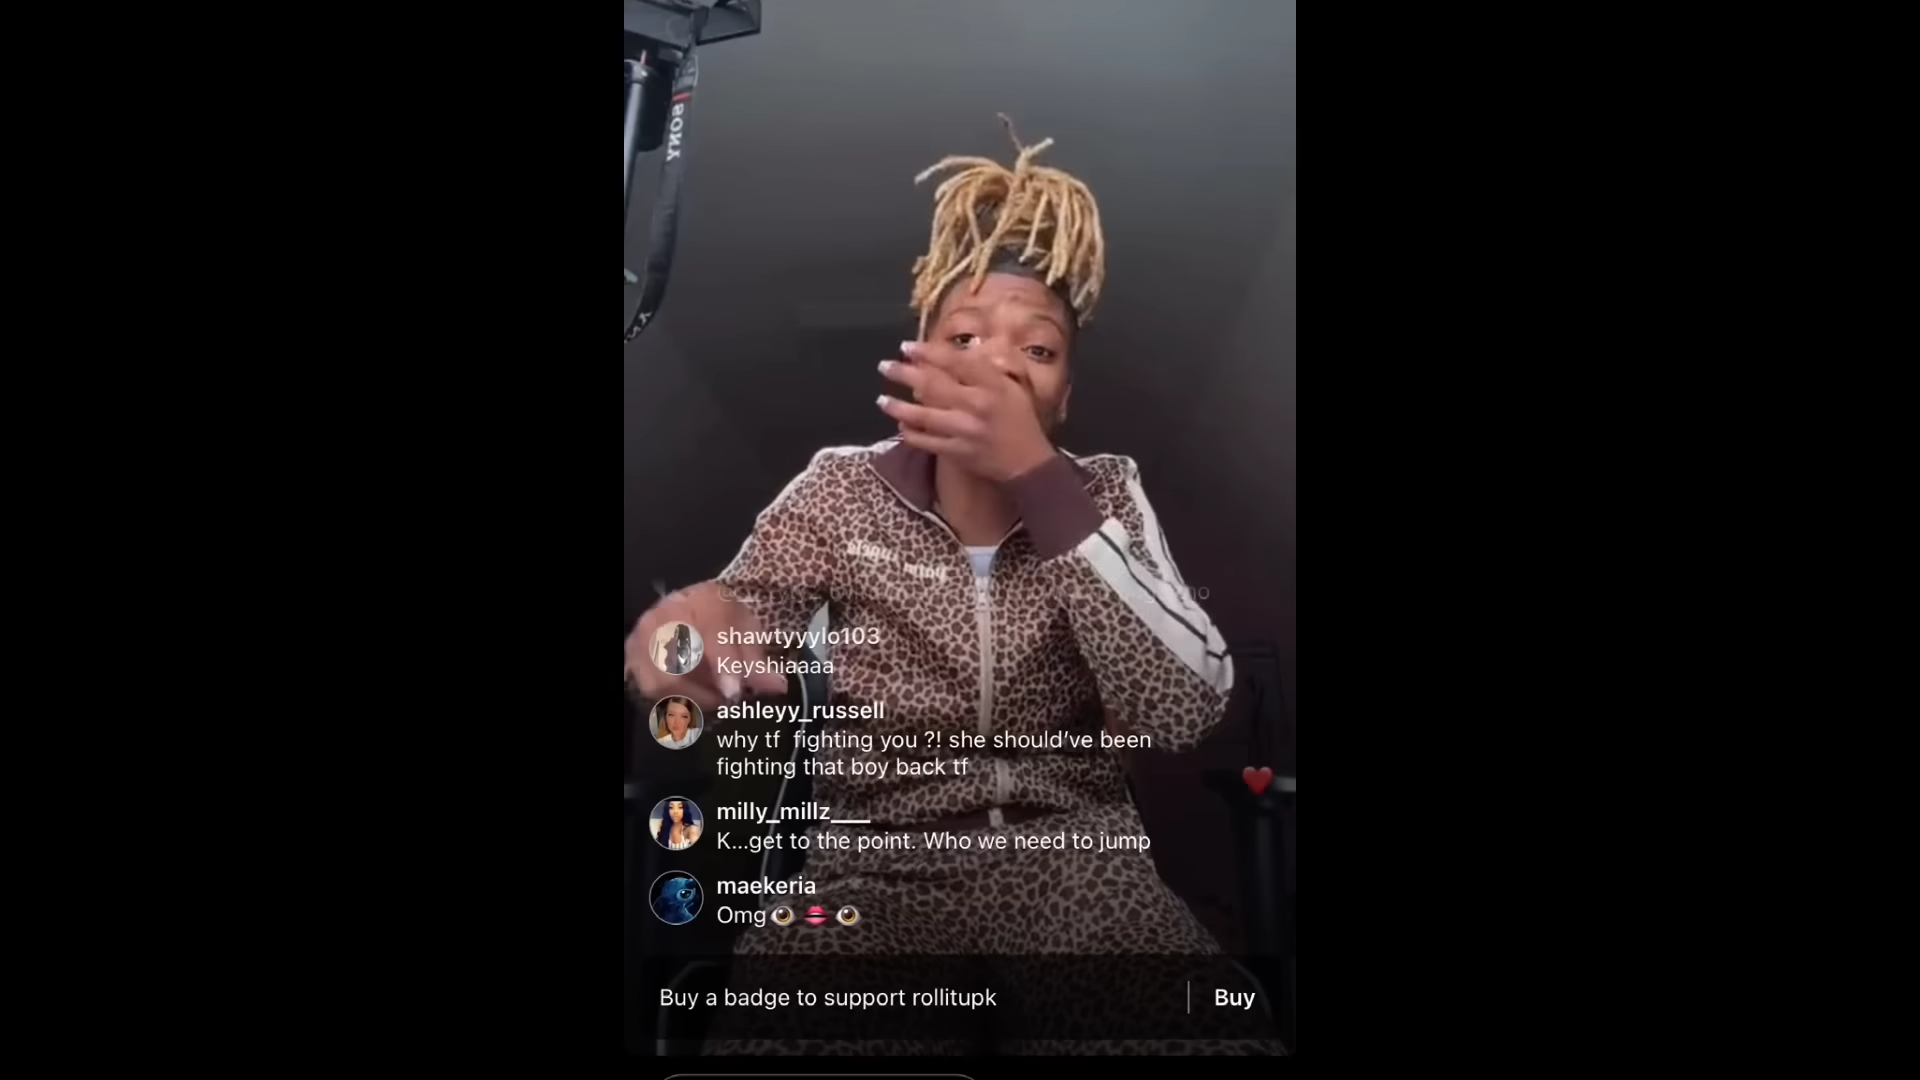 SONY
shawtyyylo103
Keyshiaaaa
ashleyy_russell
why tf fighting you ?! she should've been
fighting that boy back tf
milly_millz___
K...get to the point. Who we need to jump
maekeria
Omg👁️👄👁️
Buy a badge to support rollitupk
Buy